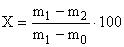 X = (m₁ − m₂) / (m₁ − m₀) · 100